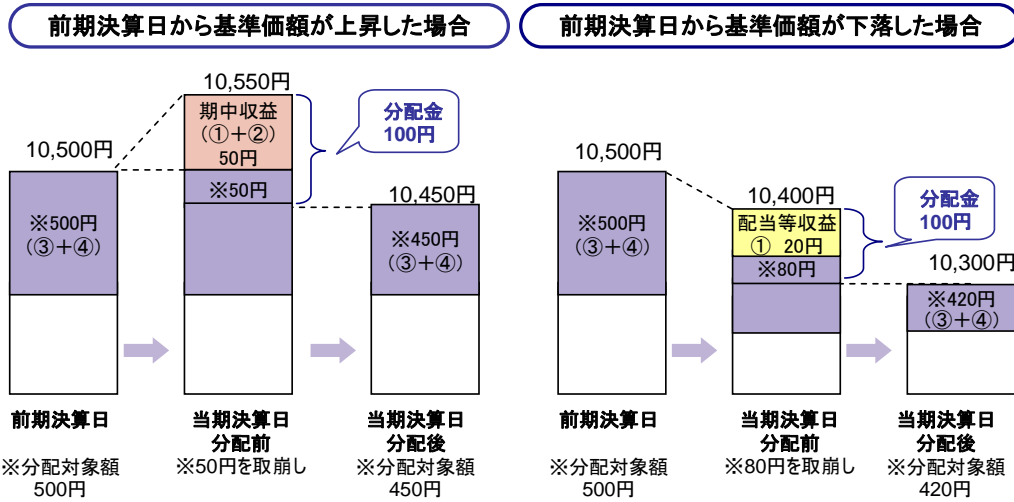 前期決算日から基準価額が上昇した場合
10,550円
期中収益
（①＋②）
50円
分配金
100円
10,500円
※50円
10,450円
※500円
（③＋④）
※450円
（③＋④）
前期決算日
当期決算日
分配前
当期決算日
分配後
※分配対象額
500円
※50円を取崩し
※分配対象額
450円
前期決算日から基準価額が下落した場合
10,500円
10,400円
分配金
100円
配当等収益
① 20円
※500円
（③＋④）
※80円
10,300円
※420円
（③＋④）
前期決算日
当期決算日
分配前
当期決算日
分配後
※分配対象額
500円
※80円を取崩し
※分配対象額
420円